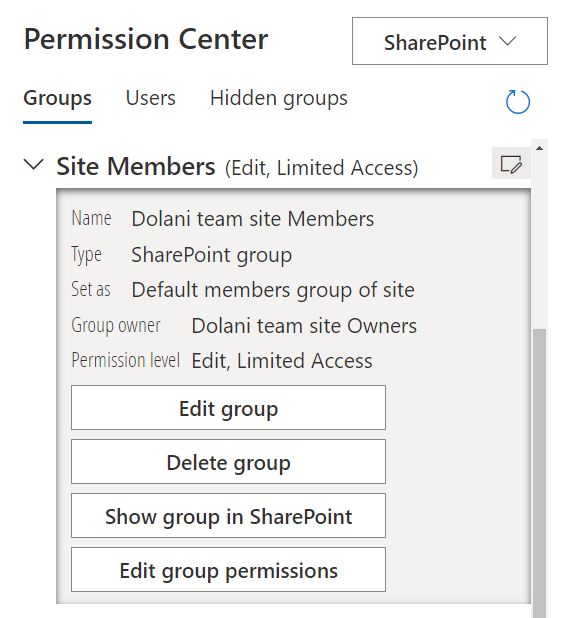 Permission Center
SharePoint
Groups Users Hidden groups
Site Members (Edit, Limited Access)
Name Dolani team site Members
Type SharePoint group
Set as Default members group of site
Group owner Dolani team site Owners
Permission level Edit, Limited Access
Edit group
Delete group
Show group in SharePoint
Edit group permissions